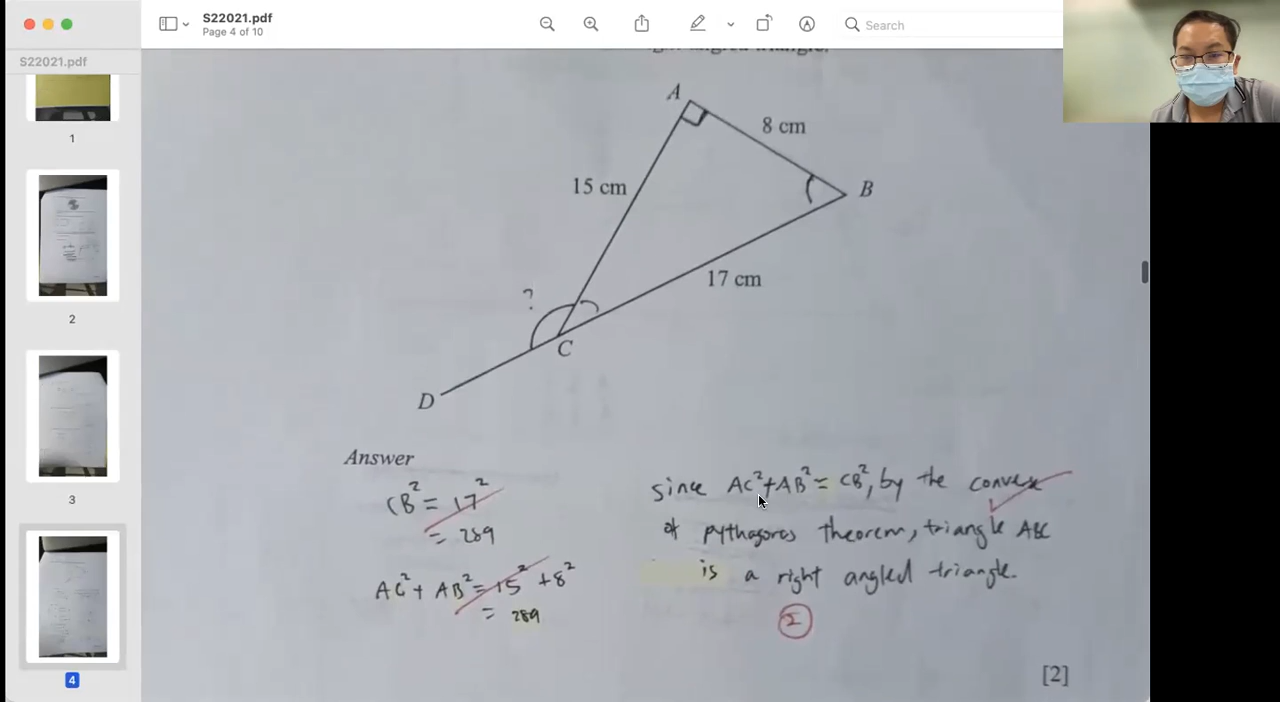 S22021.pdf
Page 4 of 10
Search
S22021.pdf
1
2
3
4
A
8 cm
B
15 cm
17 cm
?
C
D
Answer
CB² = 17²
= 289
AC² + AB² = 15² + 8²
= 289
since AC² + AB² = CB², by the
of pythagores theorem, triangle ABC
is a right angled triangle.
2
[2]